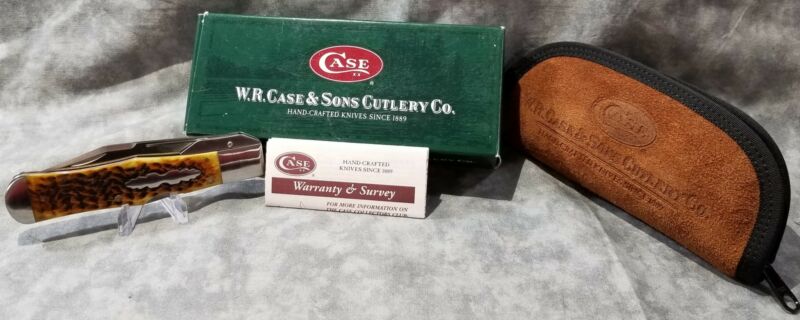 CASE
XX
®
W.R. CASE & SONS CUTLERY CO.
HAND-CRAFTED KNIVES SINCE 1889
CASE
XX
HAND CRAFTED
KNIVES SINCE 1889
Warranty & Survey
FOR MORE INFORMATION ON
THE CASE COLLECTORS CLUB
CASE
W.R. CASE & SONS CUTLERY CO.